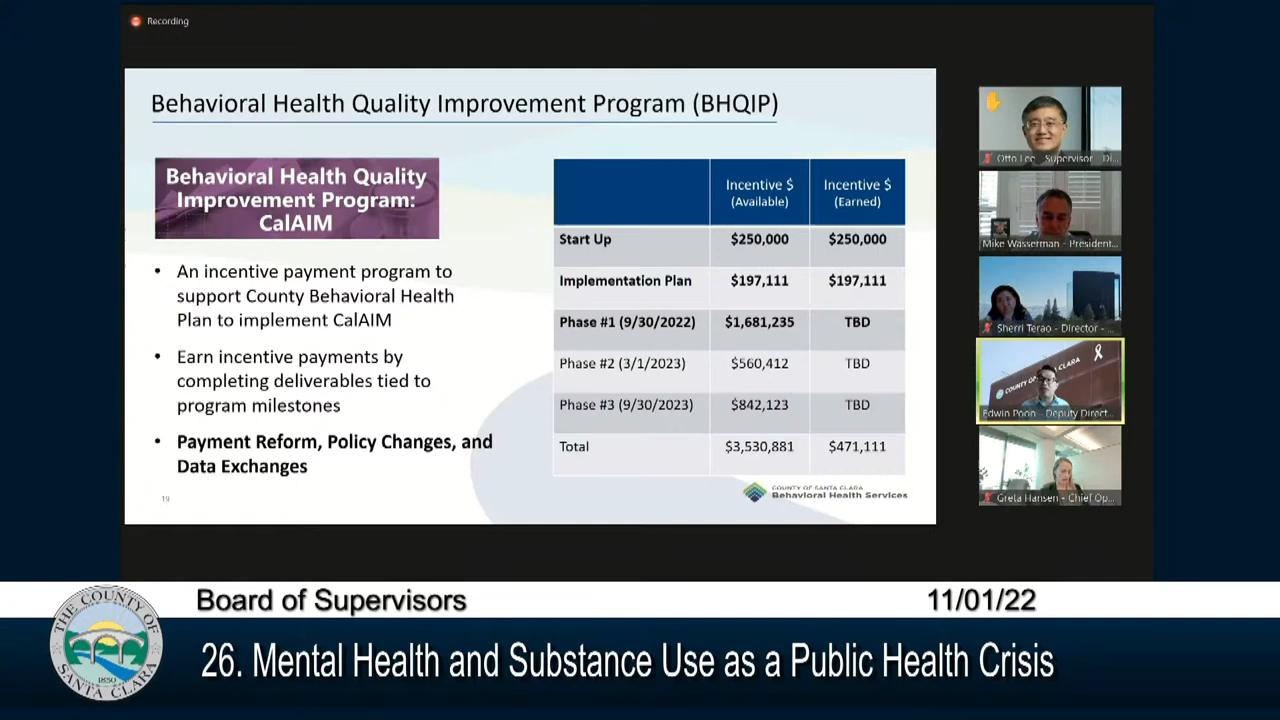 Recording
Behavioral Health Quality Improvement Program (BHQIP)
Behavioral Health Quality
Improvement Program:
CalAIM
• An incentive payment program to
support County Behavioral Health
Plan to implement CalAIM
• Earn incentive payments by
completing deliverables tied to
program milestones
• Payment Reform, Policy Changes, and
Data Exchanges
Incentive $ (Available) Incentive $ (Earned)
Start Up $250,000 $250,000
Implementation Plan $197,111 $197,111
Phase #1 (9/30/2022) $1,681,235 TBD
Phase #2 (3/1/2023) $560,412 TBD
Phase #3 (9/30/2023) $842,123 TBD
Total $3,530,881 $471,111
19
COUNTY OF SANTA CLARA
Behavioral Health Services
Otto Lee - Supervisor - Di...
Mike Wasserman - President...
Sherri Terao - Director - ...
COUNTY OF SANTA CLARA
Edwin Poon - Deputy Direct...
Greta Hansen - Chief Op...
THE COUNTY OF
SANTA CLARA
1850
Board of Supervisors
11/01/22
26. Mental Health and Substance Use as a Public Health Crisis